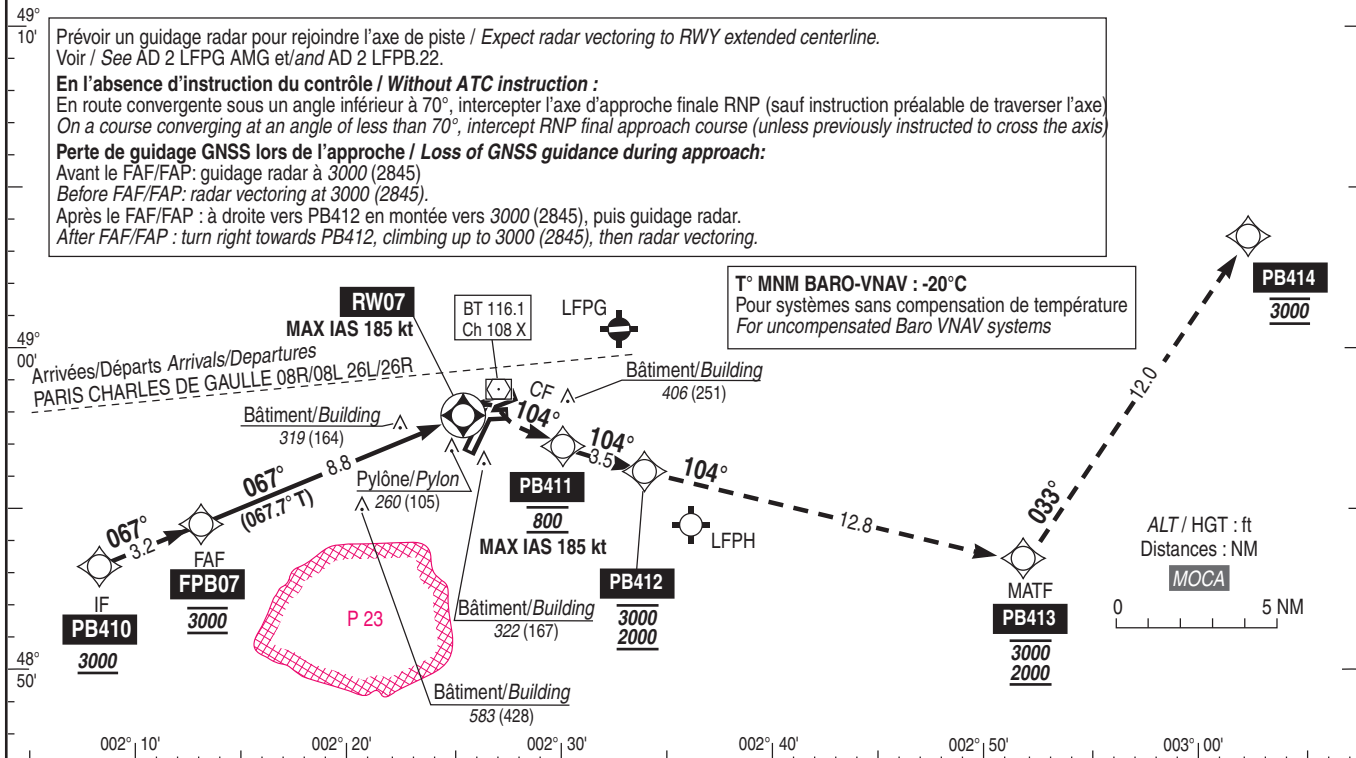 49°
10'
Prévoir un guidage radar pour rejoindre l'axe de piste / Expect radar vectoring to RWY extended centerline.
Voir / See AD 2 LFPG AMG et/and AD 2 LFPB.22.
En l'absence d'instruction du contrôle / Without ATC instruction :
En route convergente sous un angle inférieur à 70°, intercepter l'axe d'approche finale RNP (sauf instruction préalable de traverser l'axe)
On a course converging at an angle of less than 70°, intercept RNP final approach course (unless previously instructed to cross the axis)
Perte de guidage GNSS lors de l'approche / Loss of GNSS guidance during approach:
Avant le FAF/FAP: guidage radar à 3000 (2845)
Before FAF/FAP: radar vectoring at 3000 (2845).
Après le FAF/FAP : à droite vers PB412 en montée vers 3000 (2845), puis guidage radar.
After FAF/FAP : turn right towards PB412, climbing up to 3000 (2845), then radar vectoring.
T° MNM BARO-VNAV : -20°C
Pour systèmes sans compensation de température
For uncompensated Baro VNAV systems
PB414
3000
RW07
MAX IAS 185 kt
BT 116.1
Ch 108 X
LFPG
49°
00'
Arrivées/Départs Arrivals/Departures
PARIS CHARLES DE GAULLE 08R/08L 26L/26R
Bâtiment/Building
406 (251)
Bâtiment/Building
319 (164)
CF
104°
104°
3.5
104°
12.8
12.0
033°
067°
8.8
(067.7° T)
067°
3.2
Pylône/Pylon
260 (105)
PB411
800
MAX IAS 185 kt
LFPH
FAF
FPB07
3000
IF
PB410
3000
P 23
Bâtiment/Building
322 (167)
PB412
3000
2000
MATF
PB413
3000
2000
ALT / HGT : ft
Distances : NM
MOCA
0 5 NM
48°
50'
Bâtiment/Building
583 (428)
002° 10' 002° 20' 002° 30' 002° 40' 002° 50' 003° 00'